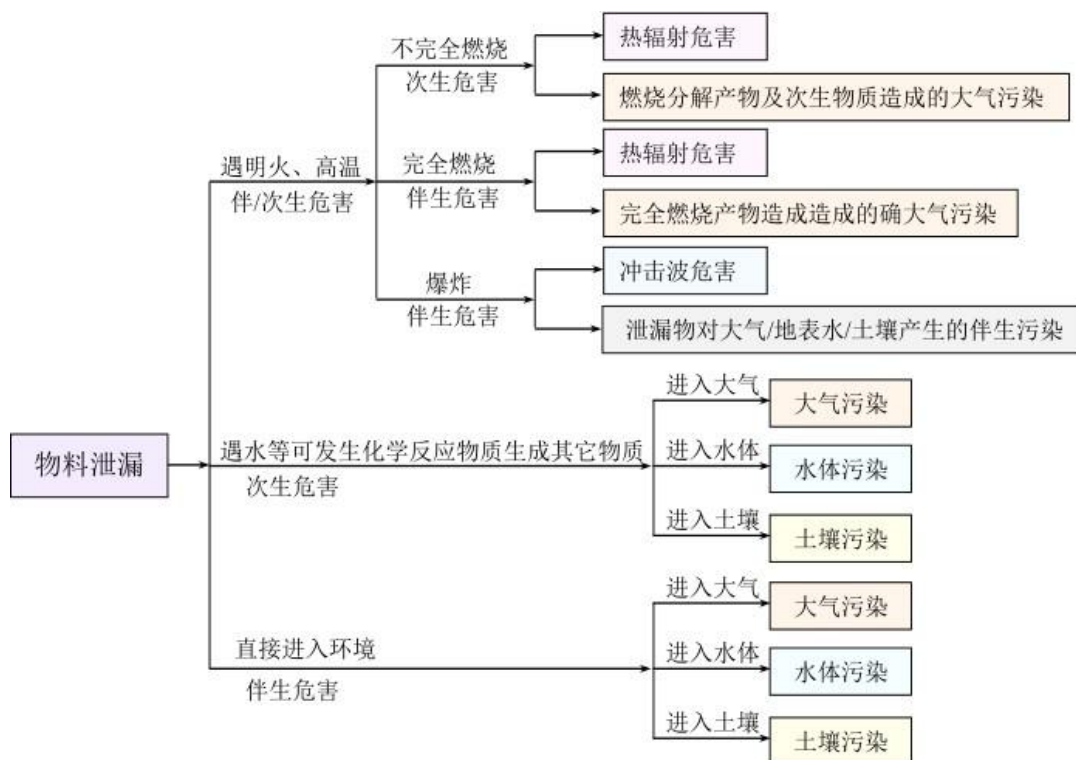 不完全燃烧
次生危害
热辐射危害
燃烧分解产物及次生物质造成的大气污染
遇明火、高温
伴/次生危害
完全燃烧
伴生危害
热辐射危害
完全燃烧产物造成造成的确大气污染
爆炸
伴生危害
冲击波危害
泄漏物对大气/地表水/土壤产生的伴生污染
物料泄漏
遇水等可发生化学反应物质生成其它物质
次生危害
进入大气
大气污染
进入水体
水体污染
进入土壤
土壤污染
直接进入环境
伴生危害
进入大气
大气污染
进入水体
水体污染
进入土壤
土壤污染